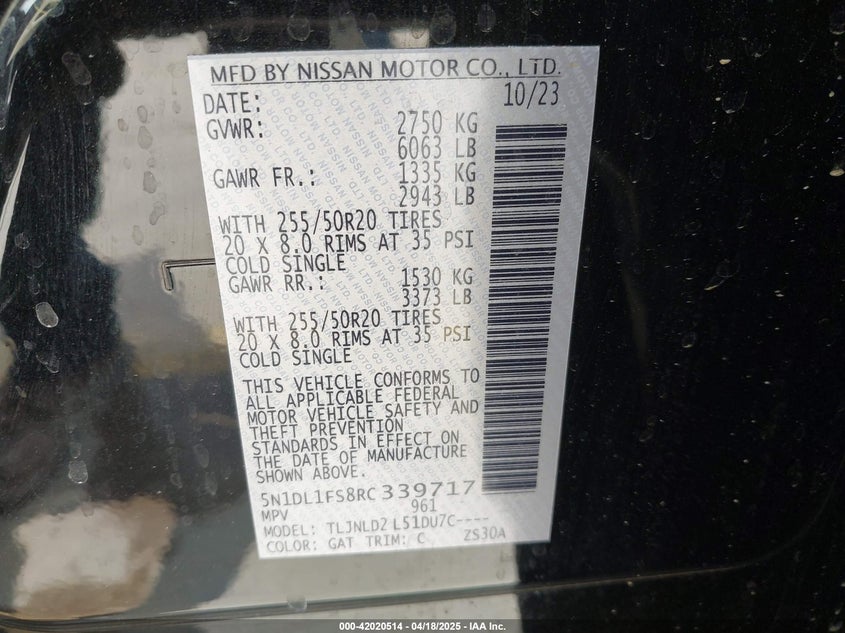 MFD BY NISSAN MOTOR CO., LTD.
DATE: 10/23
GVWR: 2750 KG
6063 LB
GAWR FR.: 1335 KG
2943 LB
WITH 255/50R20 TIRES
20 X 8.0 RIMS AT 35 PSI
COLD SINGLE
GAWR RR.: 1530 KG
3373 LB
WITH 255/50R20 TIRES
20 X 8.0 RIMS AT 35 PSI
COLD SINGLE
THIS VEHICLE CONFORMS TO
ALL APPLICABLE FEDERAL
MOTOR VEHICLE SAFETY AND
THEFT PREVENTION
STANDARDS IN EFFECT ON
THE DATE OF MANUFACTURE
SHOWN ABOVE.
5N1DL1FS8RC339717
MPV 961
MODEL: TLJNLD2 L51DU7C----
COLOR: GAT TRIM: C ZS30A
000-42020514 - 04/18/2025 - IAA Inc.